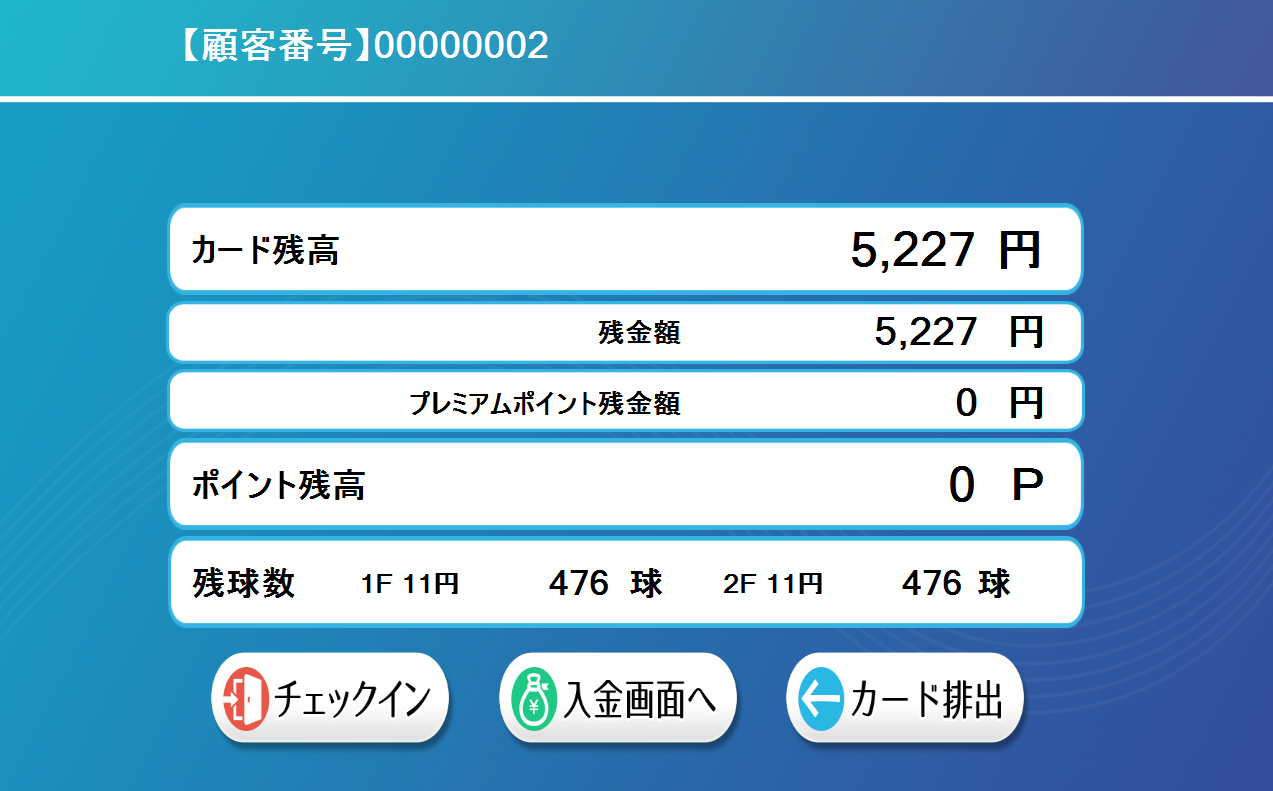 【顧客番号】00000002
カード残高 5,227 円
残金額 5,227 円
プレミアムポイント残金額 0 円
ポイント残高 0 P
残球数 1F 11円 476 球 2F 11円 476 球
チェックイン 入金画面へ カード排出